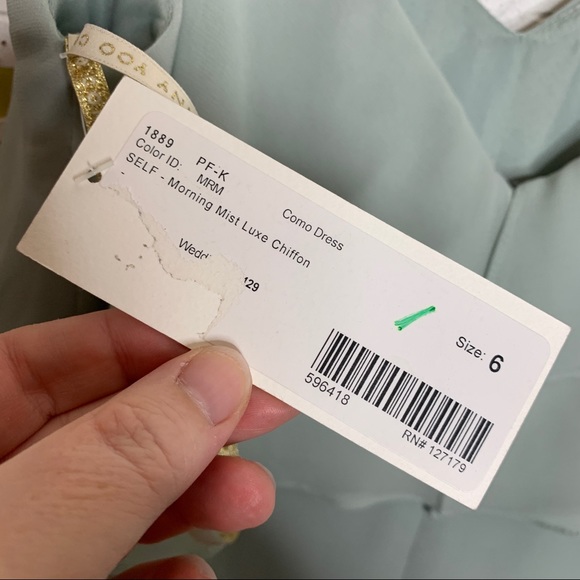 1889 PF-K
Color ID: MRM
SELF - Morning Mist Luxe Chiffon
-
Como Dress
129
Size: 6
596418
RN# 127179